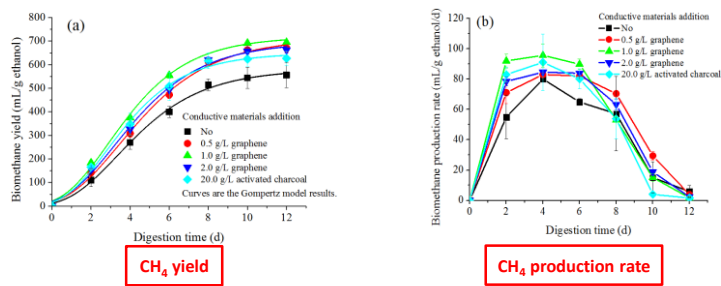 (a)
Biomethane yield (mL/g ethanol)
800
700
600
500
400
300
200
100
0
Conductive materials addition
No
0.5 g/L graphene
1.0 g/L graphene
2.0 g/L graphene
20.0 g/L activated charcoal
Curves are the Gompertz model results.
0 2 4 6 8 10 12
Digestion time (d)
CH₄ yield
(b)
Biomethane production rate (mL/g ethanol/d)
120
100
80
60
40
20
0
Conductive materials addition
No
0.5 g/L graphene
1.0 g/L graphene
2.0 g/L graphene
20.0 g/L activated charcoal
0 2 4 6 8 10 12
Digestion time (d)
CH₄ production rate